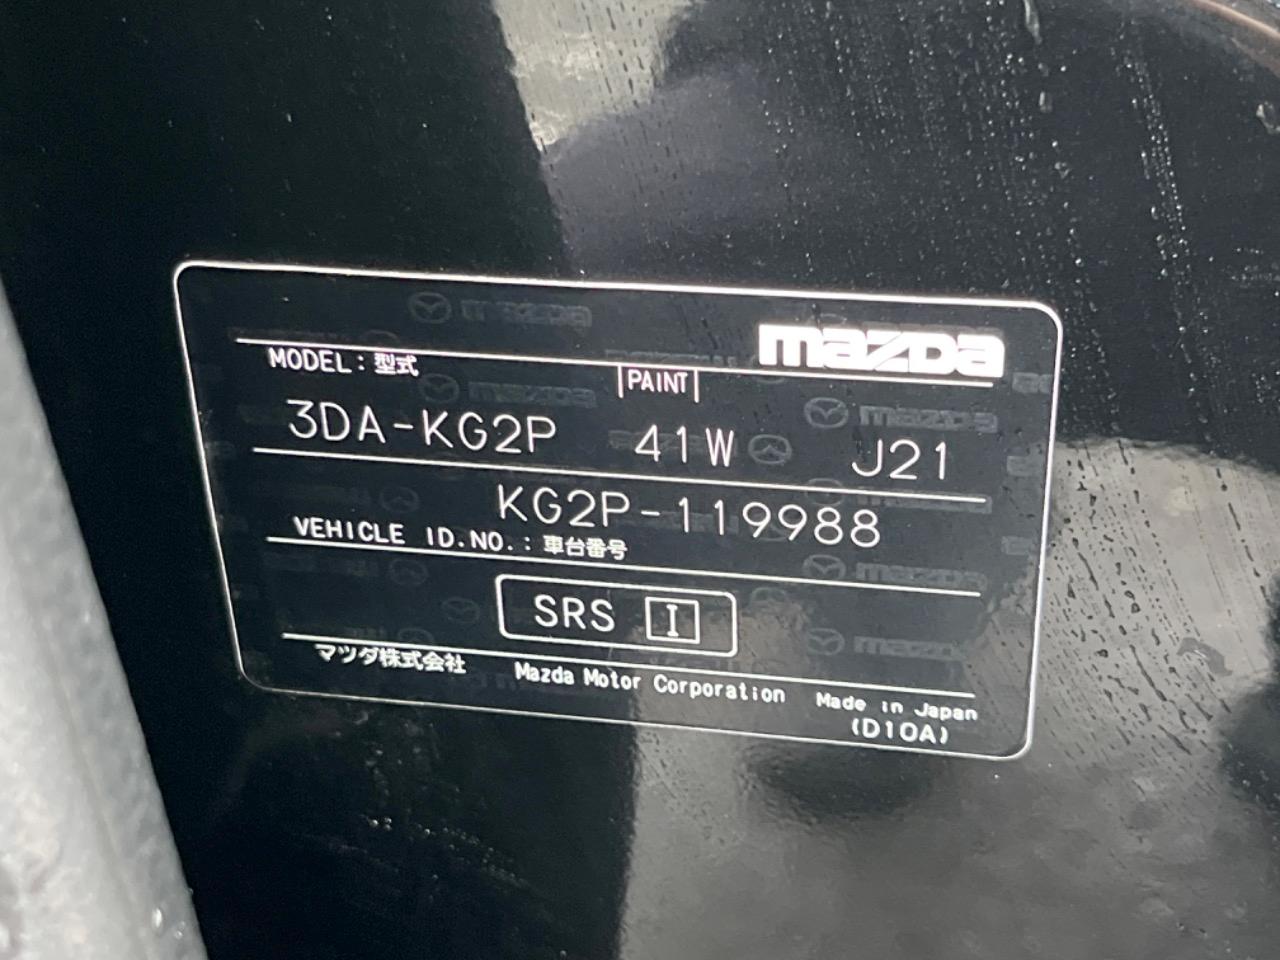 mazda
MODEL：型式 PAINT
3DA-KG2P 41W J21
KG2P-119988
VEHICLE ID.NO.：車台番号
SRS I
マツダ株式会社 Mazda Motor Corporation Made in Japan
(D10A)